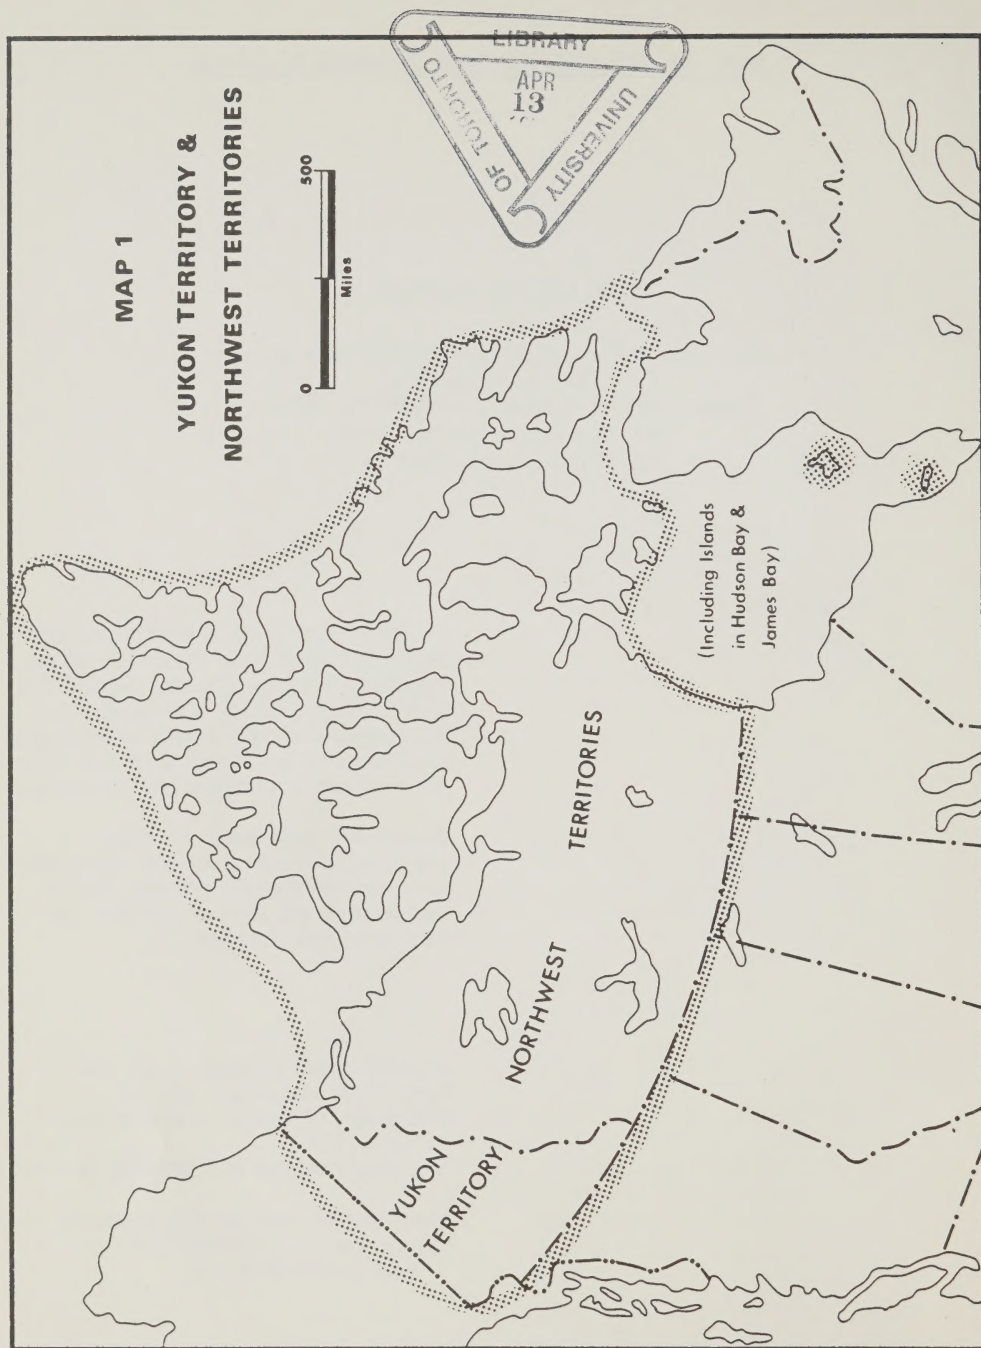 MAP 1
YUKON TERRITORY &
NORTHWEST TERRITORIES
0 500
Miles
LIBRARY
APR
13
UNIVERSITY
OF TORONTO
(Including Islands
in Hudson Bay &
James Bay)
NORTHWEST TERRITORIES
YUKON
TERRITORY